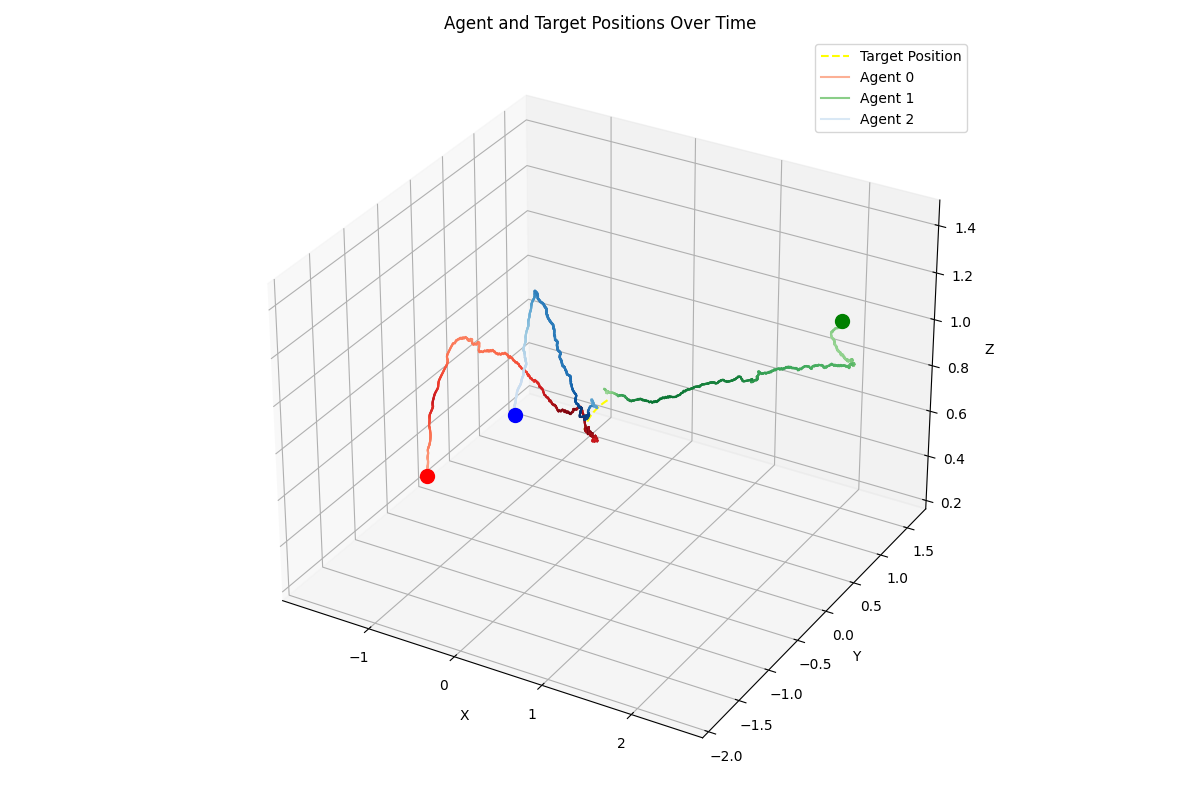 Agent and Target Positions Over Time
Target Position
Agent 0
Agent 1
Agent 2
1.4
1.2
1.0
0.8
0.6
0.4
0.2
Z
1.5
1.0
0.5
0.0
−0.5
−1.0
−1.5
−2.0
Y
−1
0
1
2
X